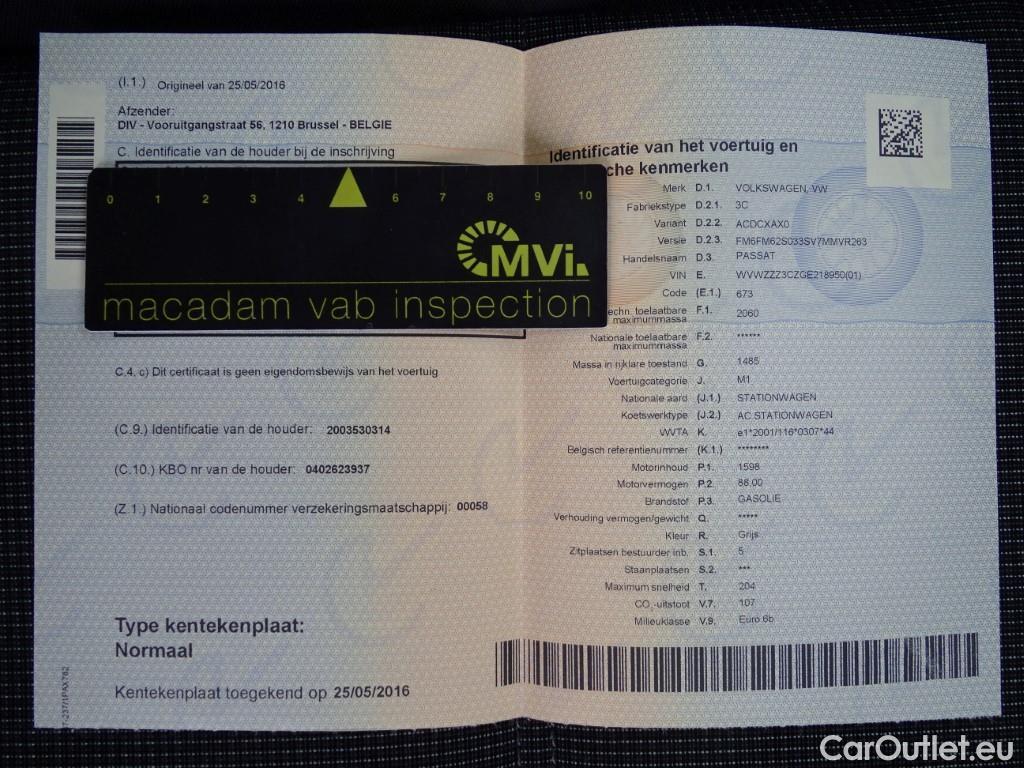 (I.1.) Origineel van 25/05/2016
Afzender:
DIV - Vooruitgangstraat 56, 1210 Brussel - BELGIE
C. Identificatie van de houder bij de inschrijving
0 1 2 3 4 6 7 8 9 10
MVi.
macadam vab inspection
C.4. c) Dit certificaat is geen eigendomsbewijs van het voertuig
(C.9.) Identificatie van de houder: 2003530314
(C.10.) KBO nr van de houder: 0402623937
(Z.1.) Nationaal codenummer verzekeringsmaatschappij: 00058
Type kentekenplaat:
Normaal
Kentekenplaat toegekend op 25/05/2016
Identificatie van het voertuig en
che kenmerken
Merk D.1. VOLKSWAGEN, VW
Fabriekstype D.2.1. 3C
Variant D.2.2. ACDCXAX0
Versie D.2.3. FM6FM62S033SV7MMVR263
Handelsnaam D.3. PASSAT
VIN E. WVWZZZ3CZGE218950(01)
Code (E.1.) 673
echn. toelaatbare F.1. 2060
maximummassa
Nationale toelaatbare F.2. ******
maximummassa
Massa in rijklare toestand G. 1485
Voertuigcategorie J. M1
Nationale aard (J.1.) STATIONWAGEN
Koetswerktype (J.2.) AC STATIONWAGEN
WVTA K. e1*2001/116*0307*44
Belgisch referentienummer (K.1.) ********
Motorinhoud P.1. 1598
Motorvermogen P.2. 88,00
Brandstof P.3. GASOLIE
Verhouding vermogen/gewicht Q. *****
Kleur R. Grijs
Zitplaatsen bestuurder inb. S.1. 5
Staanplaatsen S.2. ***
Maximum snelheid T. 204
CO₂-uitstoot V.7. 107
Milieuklasse V.9. Euro 6b
CarOutlet.eu